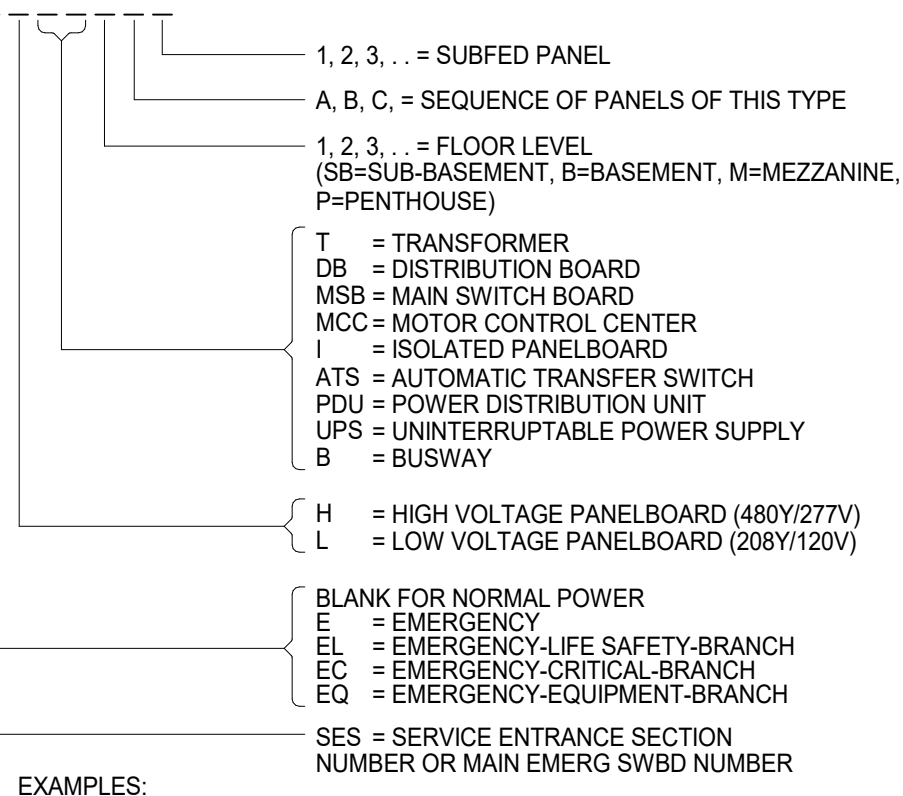 1, 2, 3, . . = SUBFED PANEL
A, B, C, = SEQUENCE OF PANELS OF THIS TYPE
1, 2, 3, . . = FLOOR LEVEL
(SB=SUB-BASEMENT, B=BASEMENT, M=MEZZANINE,
P=PENTHOUSE)
T = TRANSFORMER
DB = DISTRIBUTION BOARD
MSB = MAIN SWITCH BOARD
MCC = MOTOR CONTROL CENTER
I = ISOLATED PANELBOARD
ATS = AUTOMATIC TRANSFER SWITCH
PDU = POWER DISTRIBUTION UNIT
UPS = UNINTERRUPTABLE POWER SUPPLY
B = BUSWAY
H = HIGH VOLTAGE PANELBOARD (480Y/277V)
L = LOW VOLTAGE PANELBOARD (208Y/120V)
BLANK FOR NORMAL POWER
E = EMERGENCY
EL = EMERGENCY-LIFE SAFETY-BRANCH
EC = EMERGENCY-CRITICAL-BRANCH
EQ = EMERGENCY-EQUIPMENT-BRANCH
SES = SERVICE ENTRANCE SECTION
NUMBER OR MAIN EMERG SWBD NUMBER
EXAMPLES: